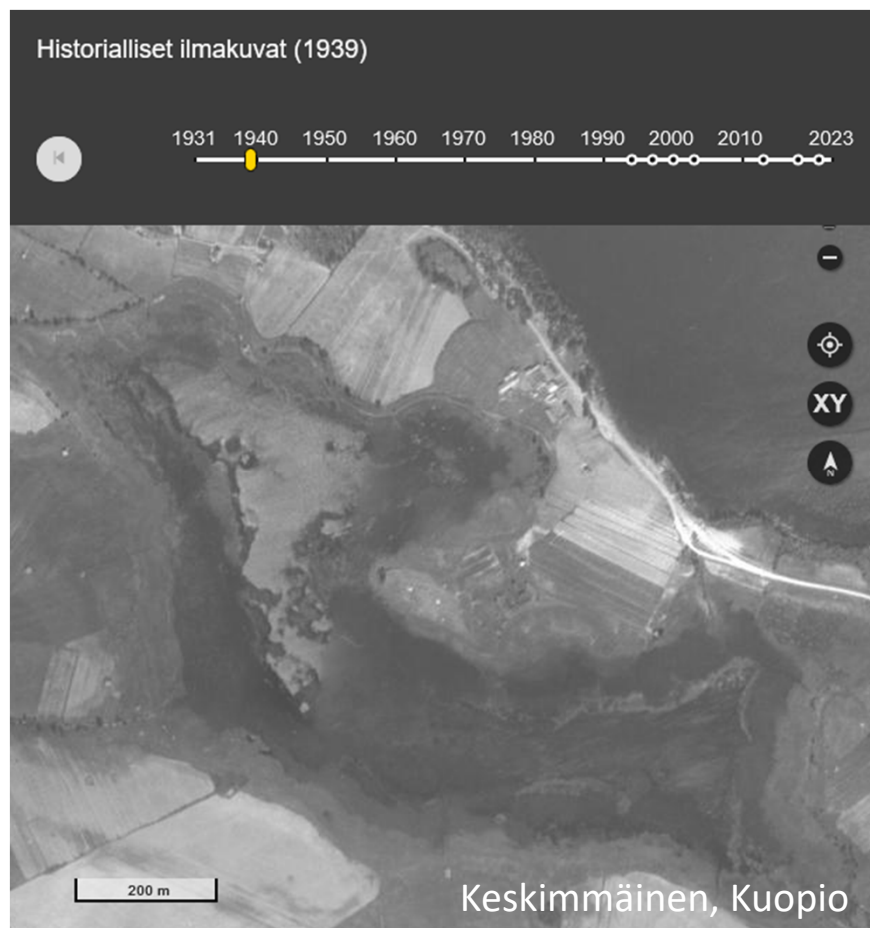 Historialliset ilmakuvat (1939)
1931 1940 1950 1960 1970 1980 1990 2000 2010 2023
XY
N
200 m
Keskimmäinen, Kuopio